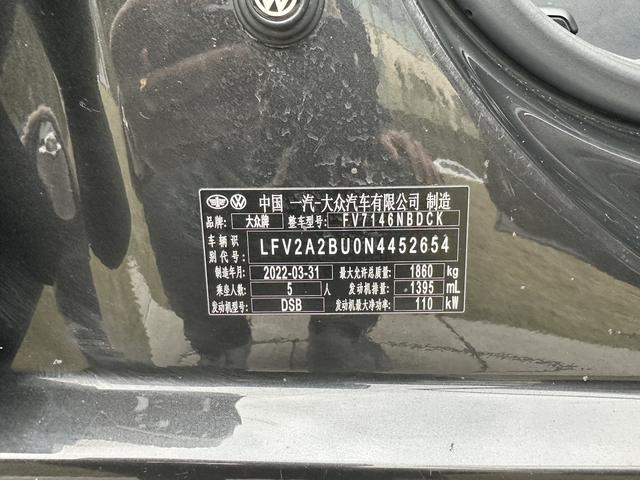 中国 一汽-大众汽车有限公司 制造
品牌: 大众牌 整车型号: FV7146NBDCK
车辆识别代号: LFV2A2BU0N4452654
制造年月: 2022-03-31 最大允许总质量: 1860 kg
乘坐人数: 5 人 发动机排量: 1395 mL
发动机型号: DSB 发动机最大净功率: 110 kW